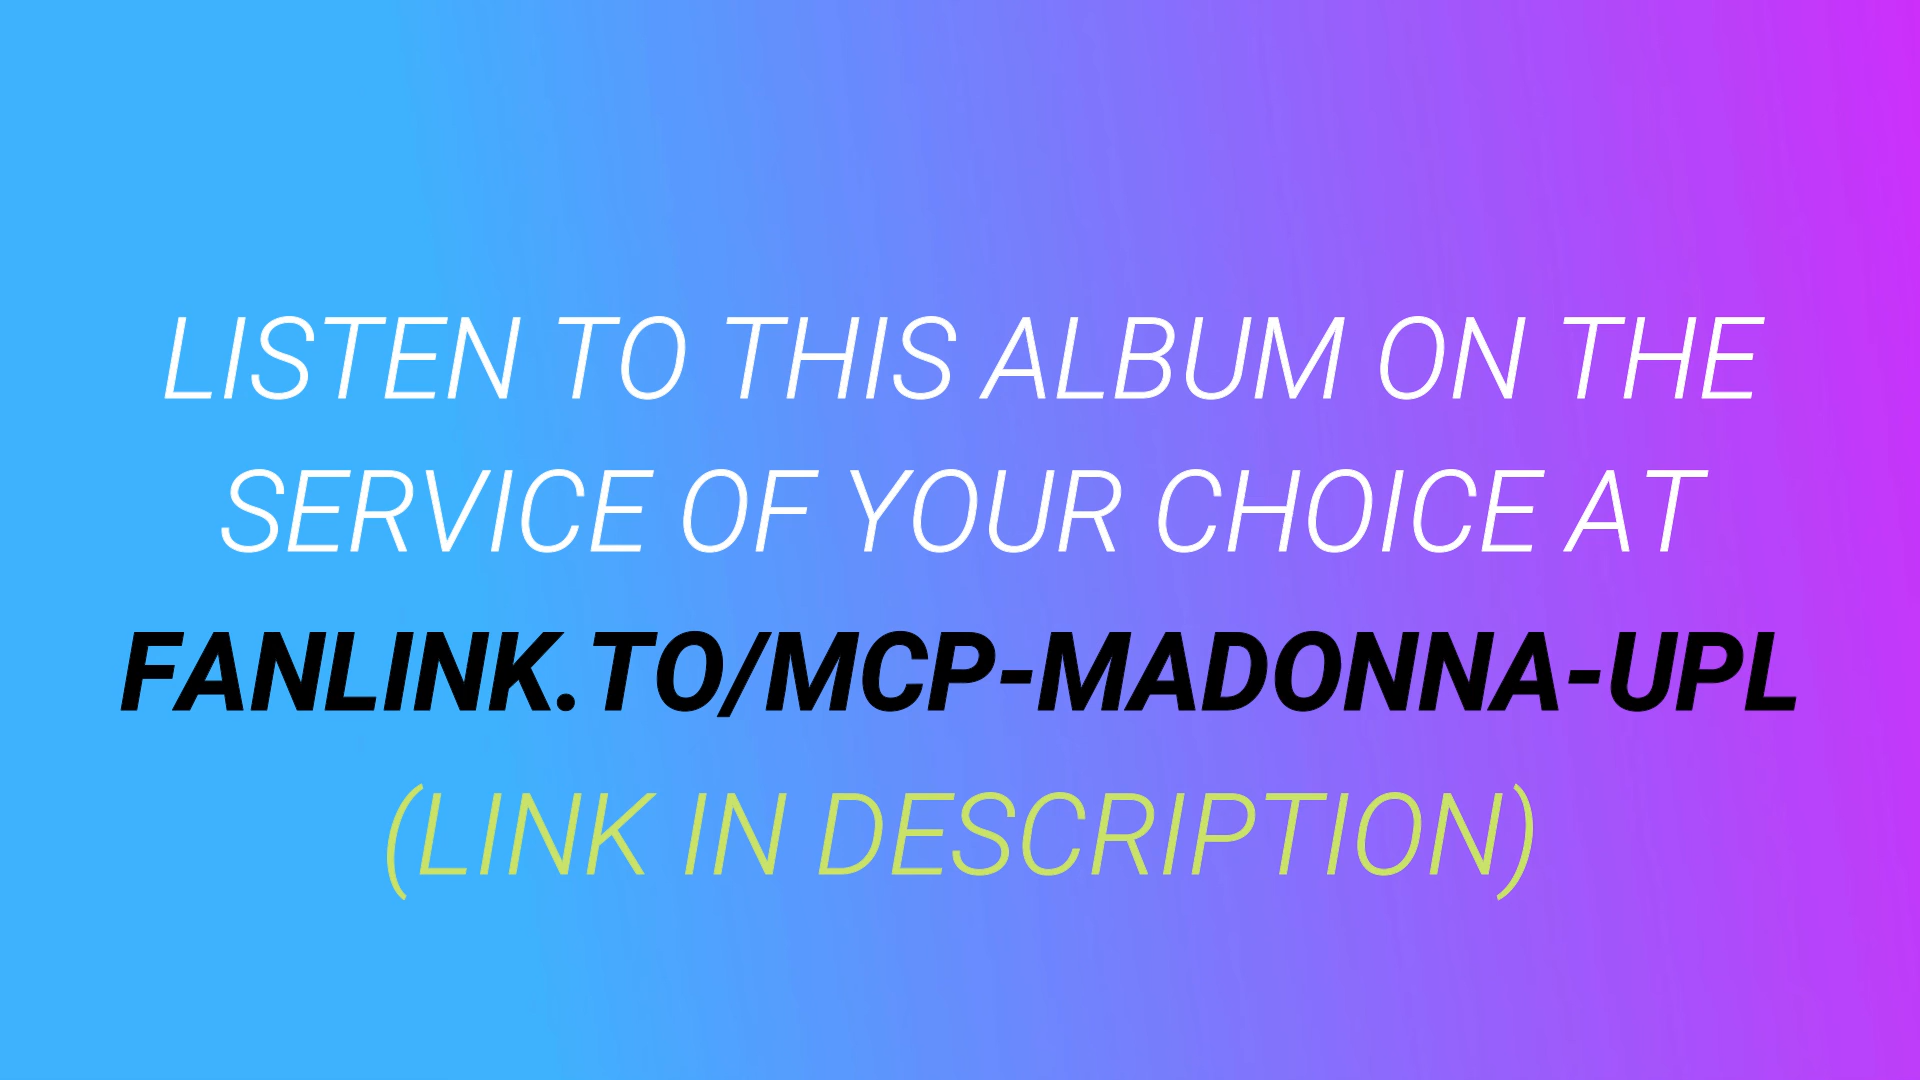 LISTEN TO THIS ALBUM ON THE
SERVICE OF YOUR CHOICE AT
FANLINK.TO/MCP-MADONNA-UPL
(LINK IN DESCRIPTION)